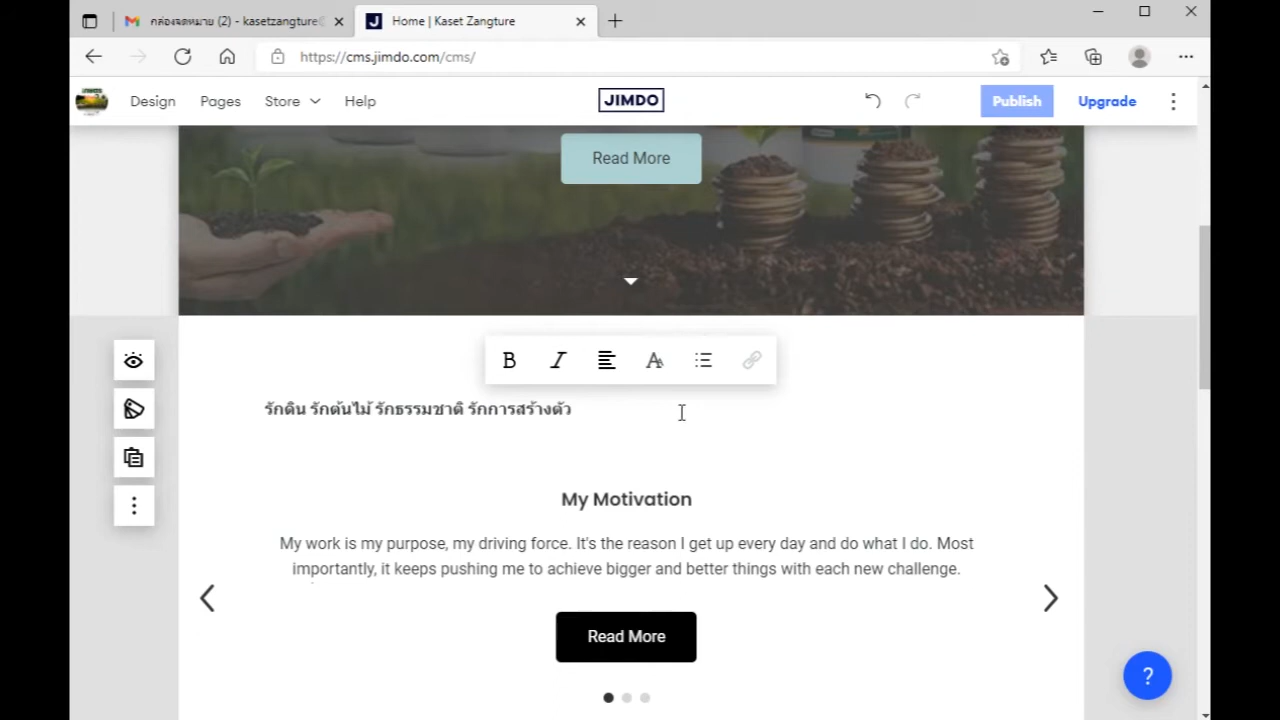 กล่องจดหมาย (2) - kasetzangture
Home | Kaset Zangture
https://cms.jimdo.com/cms/
Design Pages Store Help JIMDO Publish Upgrade
Read More
B I
รักดิน รักต้นไม้ รักธรรมชาติ รักการสร้างตัว
My Motivation
My work is my purpose, my driving force. It's the reason I get up every day and do what I do. Most
importantly, it keeps pushing me to achieve bigger and better things with each new challenge.
Read More
?